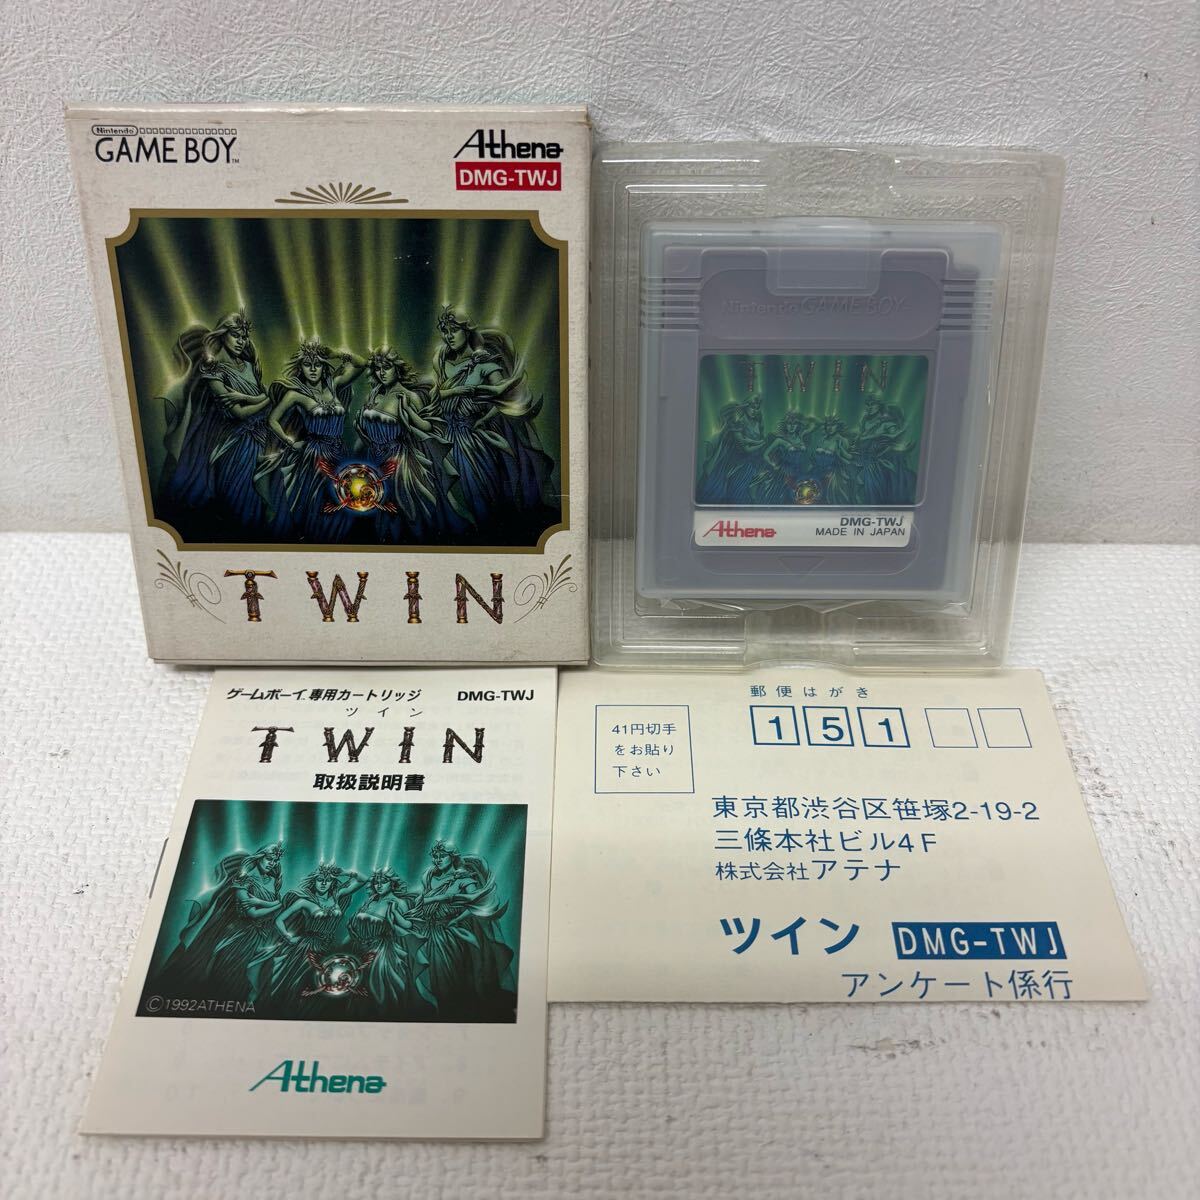 Nintendo
GAME BOY™
Athena
DMG-TWJ
TWIN
Nintendo GAME BOY
TWIN
Athena
DMG-TWJ
MADE IN JAPAN
ゲームボーイ™専用カートリッジ
DMG-TWJ
ツイン
TWIN
取扱説明書
©1992ATHENA
Athena
郵便はがき
151
41円切手
をお貼り
下さい
東京都渋谷区笹塚2-19-2
三條本社ビル4F
株式会社アテナ
ツイン DMG-TWJ
アンケート係行